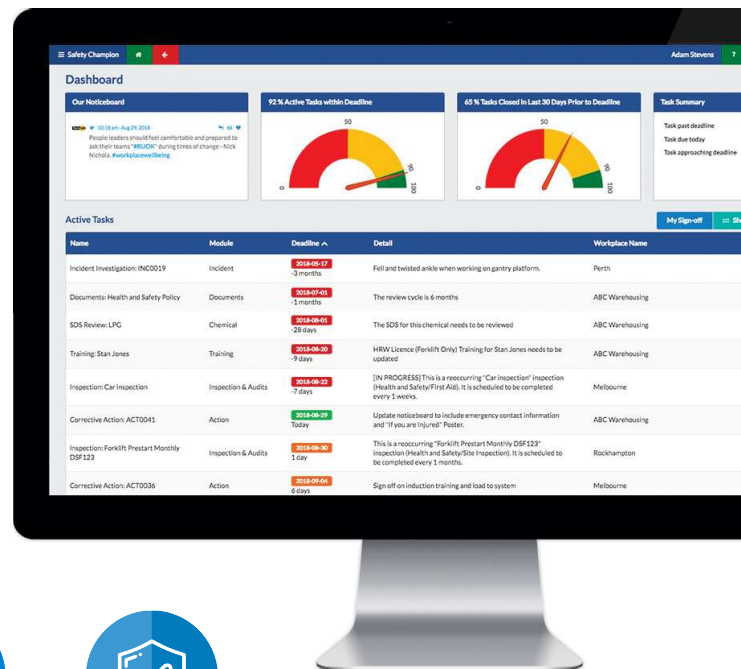 Safety Champion
Adam Stevens
?
Dashboard
Our Noticeboard
10:18 am - Aug 29, 2018
People leaders should feel comfortable and prepared to
ask their teams "#RUOK" during times of change - Nick
Nichola. #workplacewellbeing
92 % Active Tasks within Deadline
0
50
90
100
65 % Tasks Closed In Last 30 Days Prior to Deadline
0
50
90
100
Task Summary
Task past deadline
Task due today
Task approaching deadline
Active Tasks
My Sign-off
Sh
Name Module Deadline Detail Workplace Name
Incident Investigation: INC0019 Incident 2018-05-17 Fell and twisted ankle when working on gantry platform. Perth
-3 months
Documents: Health and Safety Policy Documents 2018-07-01 The review cycle is 6 months ABC Warehousing
-1 months
SDS Review: LPG Chemical 2018-08-01 The SDS for this chemical needs to be reviewed ABC Warehousing
-28 days
Training: Stan Jones Training 2018-08-20 HRW Licence (Forklift Only) Training for Stan Jones needs to be ABC Warehousing
-9 days updated
Inspection: Car inspection Inspection & Audits 2018-08-22 [IN PROGRESS] This is a reoccurring "Car inspection" inspection Melbourne
-7 days (Health and Safety/First Aid). It is scheduled to be completed
every 1 weeks.
Corrective Action: ACT0041 Action 2018-08-29 Update noticeboard to include emergency contact information ABC Warehousing
Today and "If you are Injured" Poster.
Inspection: Forklift Prestart Monthly Inspection & Audits 2018-08-30 This is a reoccurring "Forklift Prestart Monthly DSF123" Rockhampton
DSF123 1 day inspection (Health and Safety/Site Inspection). It is scheduled to
be completed every 1 months.
Corrective Action: ACT0036 Action 2018-09-04 Sign off on induction training and load to system Melbourne
6 days